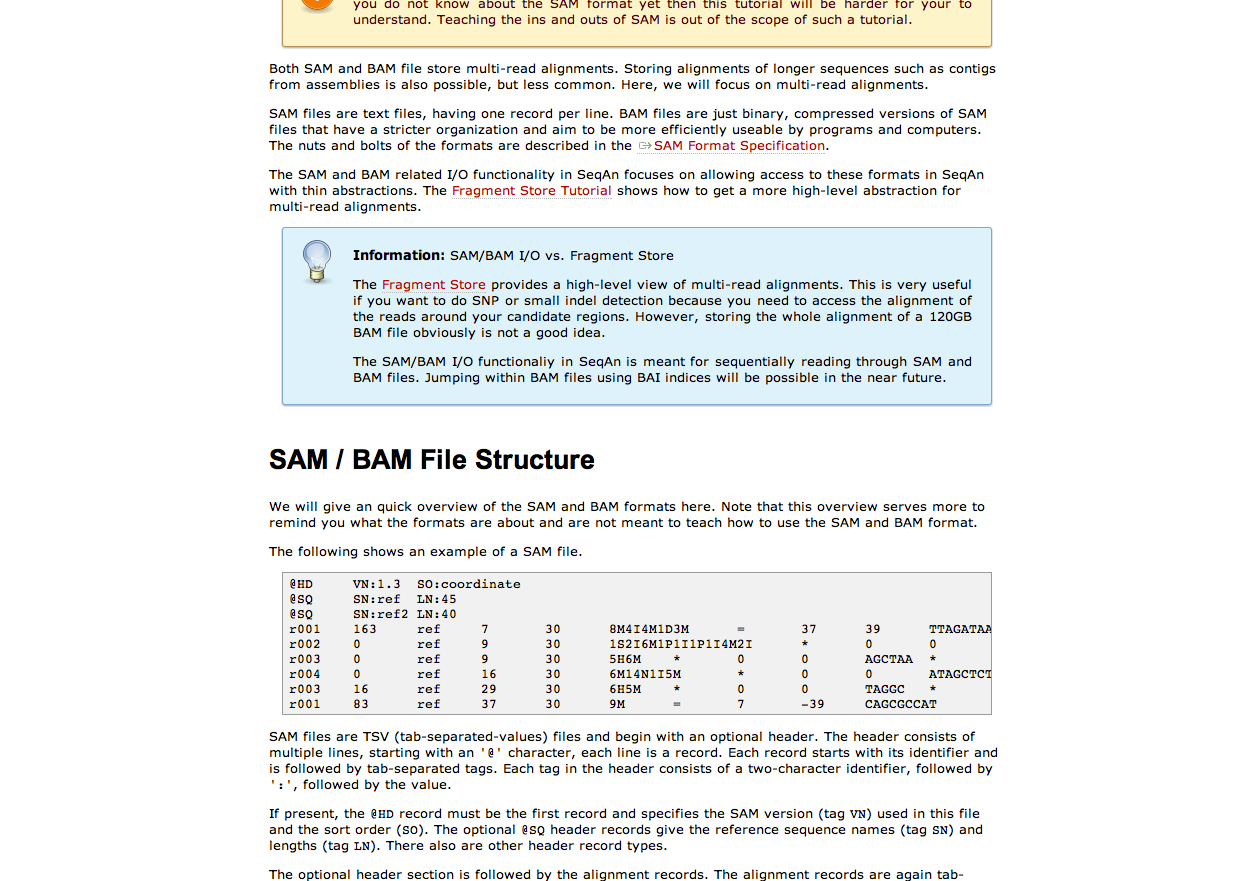 you do not know about the SAM format yet then this tutorial will be harder for your to
understand. Teaching the ins and outs of SAM is out of the scope of such a tutorial.
Both SAM and BAM file store multi-read alignments. Storing alignments of longer sequences such as contigs
from assemblies is also possible, but less common. Here, we will focus on multi-read alignments.
SAM files are text files, having one record per line. BAM files are just binary, compressed versions of SAM
files that have a stricter organization and aim to be more efficiently useable by programs and computers.
The nuts and bolts of the formats are described in the SAM Format Specification.
The SAM and BAM related I/O functionality in SeqAn focuses on allowing access to these formats in SeqAn
with thin abstractions. The Fragment Store Tutorial shows how to get a more high-level abstraction for
multi-read alignments.
Information: SAM/BAM I/O vs. Fragment Store
The Fragment Store provides a high-level view of multi-read alignments. This is very useful
if you want to do SNP or small indel detection because you need to access the alignment of
the reads around your candidate regions. However, storing the whole alignment of a 120GB
BAM file obviously is not a good idea.
The SAM/BAM I/O functionaliy in SeqAn is meant for sequentially reading through SAM and
BAM files. Jumping within BAM files using BAI indices will be possible in the near future.
SAM / BAM File Structure
We will give an quick overview of the SAM and BAM formats here. Note that this overview serves more to
remind you what the formats are about and are not meant to teach how to use the SAM and BAM format.
The following shows an example of a SAM file.
@HD VN:1.3 SO:coordinate
@SQ SN:ref LN:45
@SQ SN:ref2 LN:40
r001 163 ref 7 30 8M4I4M1D3M = 37 39 TTAGATAA
r002 0 ref 9 30 1S2I6M1P1I1P1I4M2I * 0 0
r003 0 ref 9 30 5H6M * 0 0 AGCTAA *
r004 0 ref 16 30 6M14N1I5M * 0 0 ATAGCTCT
r003 16 ref 29 30 6H5M * 0 0 TAGGC *
r001 83 ref 37 30 9M = 7 -39 CAGCGCCAT
SAM files are TSV (tab-separated-values) files and begin with an optional header. The header consists of
multiple lines, starting with an '@' character, each line is a record. Each record starts with its identifier and
is followed by tab-separated tags. Each tag in the header consists of a two-character identifier, followed by
':', followed by the value.
If present, the @HD record must be the first record and specifies the SAM version (tag VN) used in this file
and the sort order (SO). The optional @SQ header records give the reference sequence names (tag SN) and
lengths (tag LN). There also are other header record types.
The optional header section is followed by the alignment records. The alignment records are again tab-